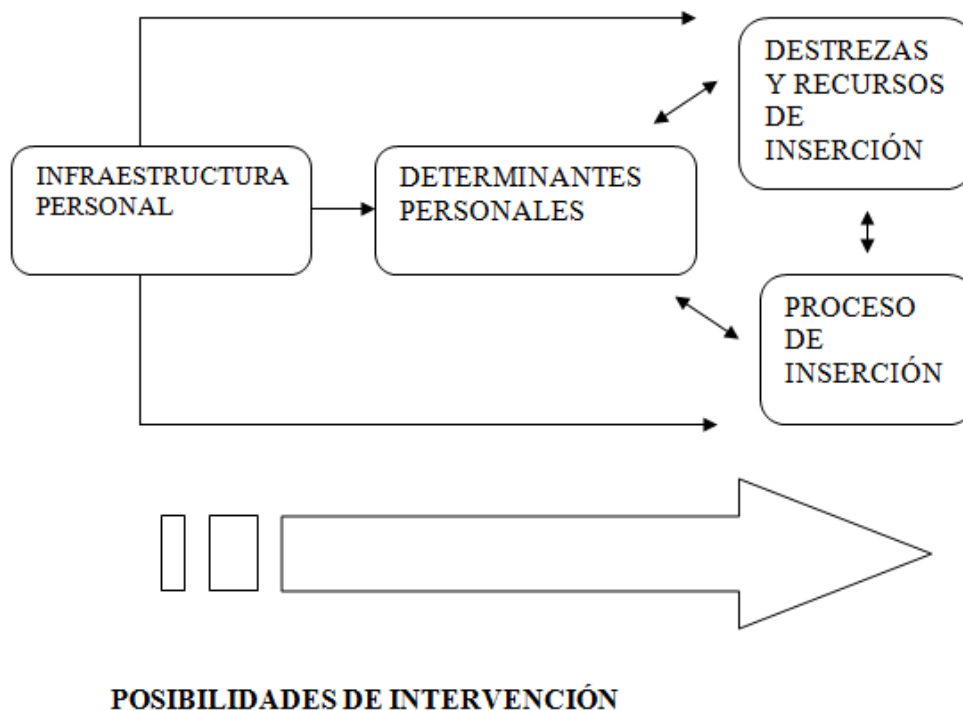 INFRAESTRUCTURA
PERSONAL
DETERMINANTES
PERSONALES
DESTREZAS
Y RECURSOS
DE
INSERCIÓN
PROCESO
DE
INSERCIÓN
POSIBILIDADES DE INTERVENCIÓN